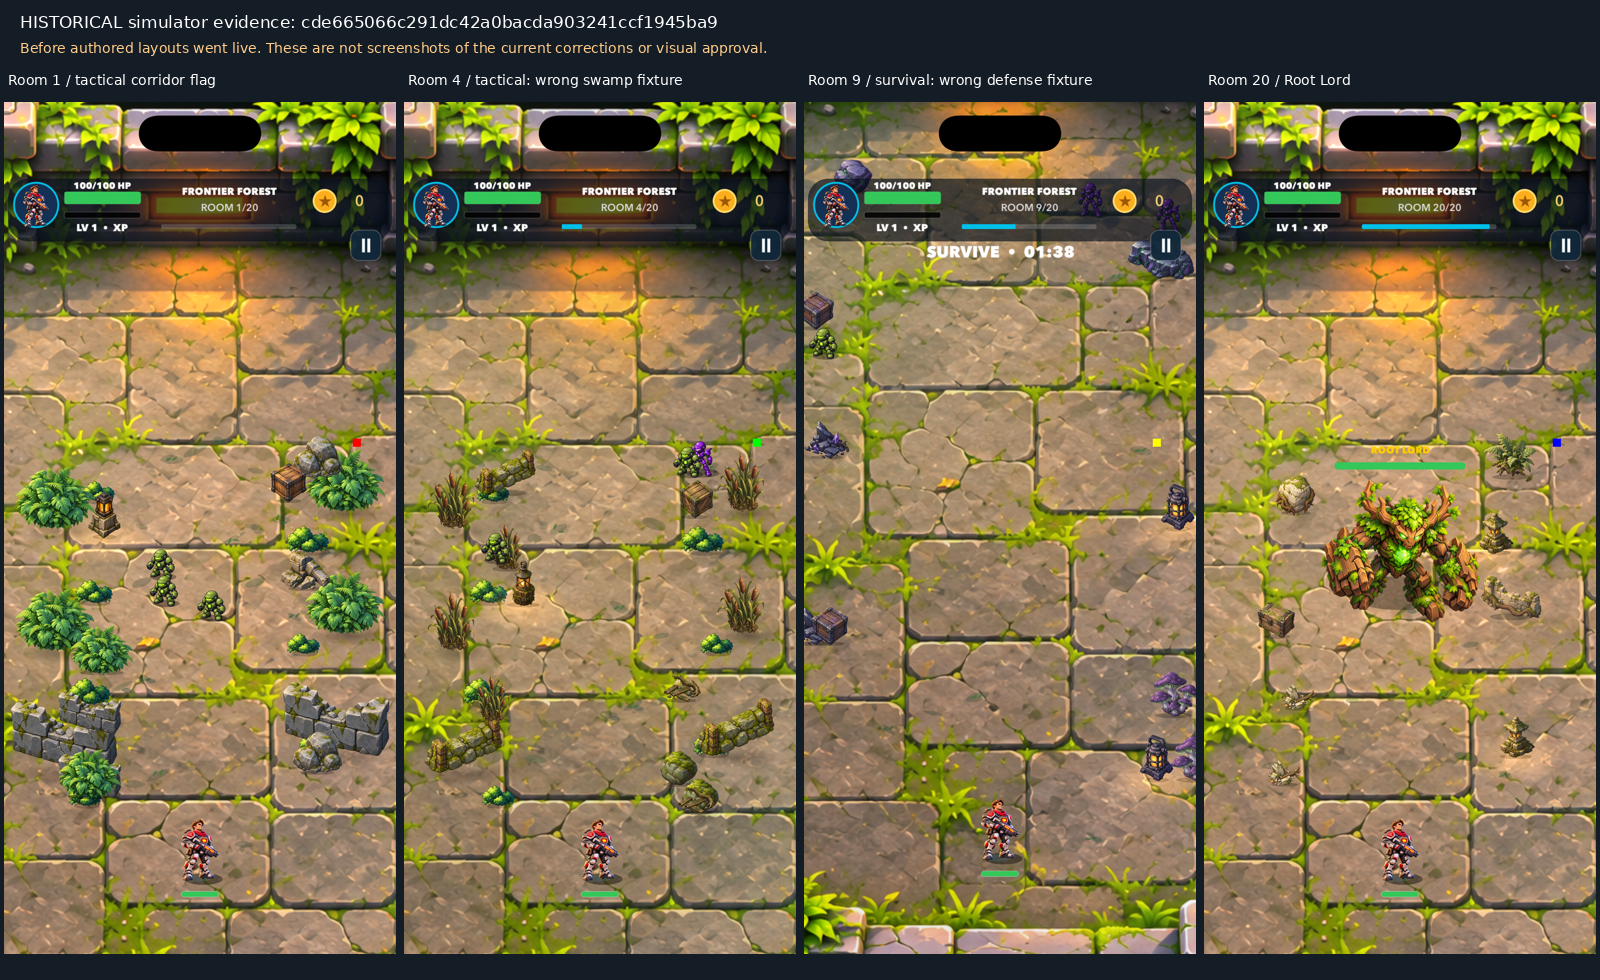 HISTORICAL simulator evidence: cde665066c291dc42a0bacda903241ccf1945ba9
Before authored layouts went live. These are not screenshots of the current corrections or visual approval.
Room 1 / tactical corridor flag
100/100 HP
FRONTIER FOREST
ROOM 1/20
0
LV 1 • XP
Room 4 / tactical: wrong swamp fixture
100/100 HP
FRONTIER FOREST
ROOM 4/20
0
LV 1 • XP
Room 9 / survival: wrong defense fixture
100/100 HP
FRONTIER FOREST
ROOM 9/20
0
LV 1 • XP
SURVIVE • 01:38
Room 20 / Root Lord
100/100 HP
FRONTIER FOREST
ROOM 20/20
0
LV 1 • XP
ROOT LORD